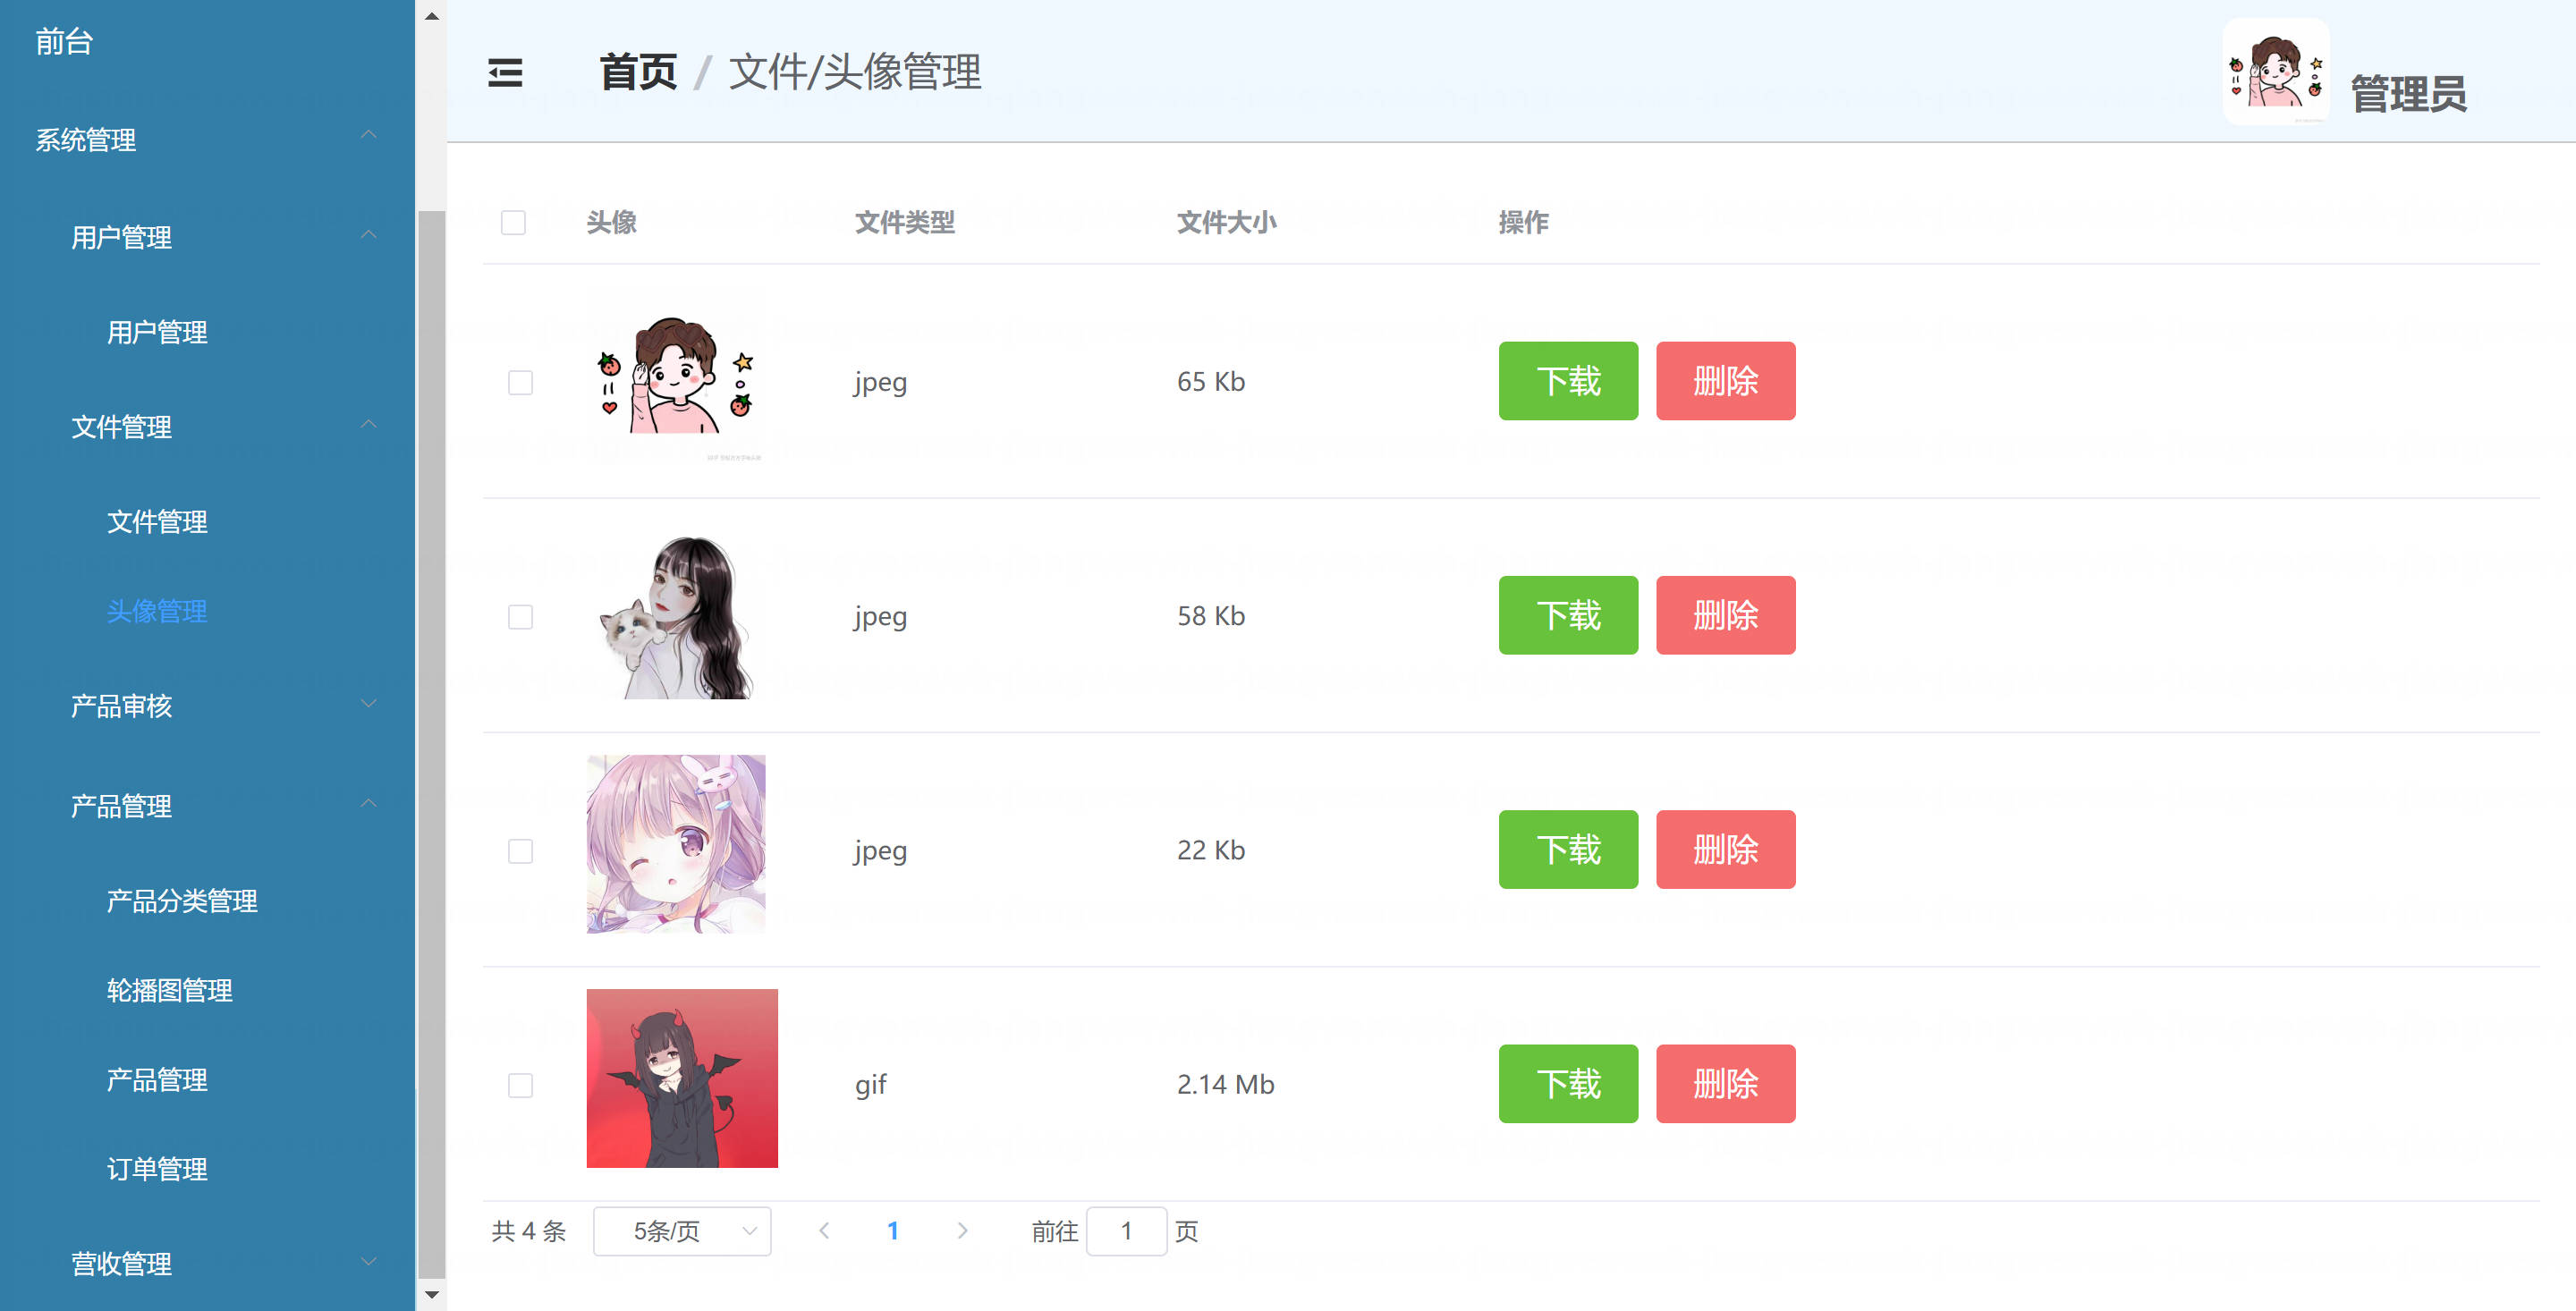 前台
系统管理
用户管理
用户管理
文件管理
文件管理
头像管理
产品审核
产品管理
产品分类管理
轮播图管理
产品管理
订单管理
营收管理
首页 / 文件/头像管理
管理员
头像 文件类型 文件大小 操作
jpeg 65 Kb 下载 删除
jpeg 58 Kb 下载 删除
jpeg 22 Kb 下载 删除
gif 2.14 Mb 下载 删除
共 4 条 5条/页 1 前往 1 页